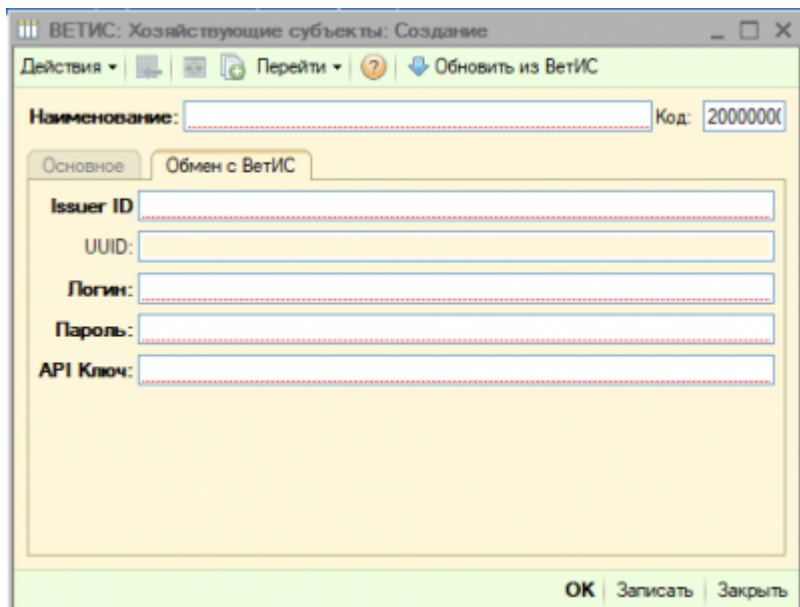 ВЕТИС: Хозяйствующие субъекты: Создание
Действия Перейти ? Обновить из ВетИС
Наименование: Код: 20000000
Основное Обмен с ВетИС
Issuer ID
UUID:
Логин:
Пароль:
API Ключ:
OK Записать Закрыть